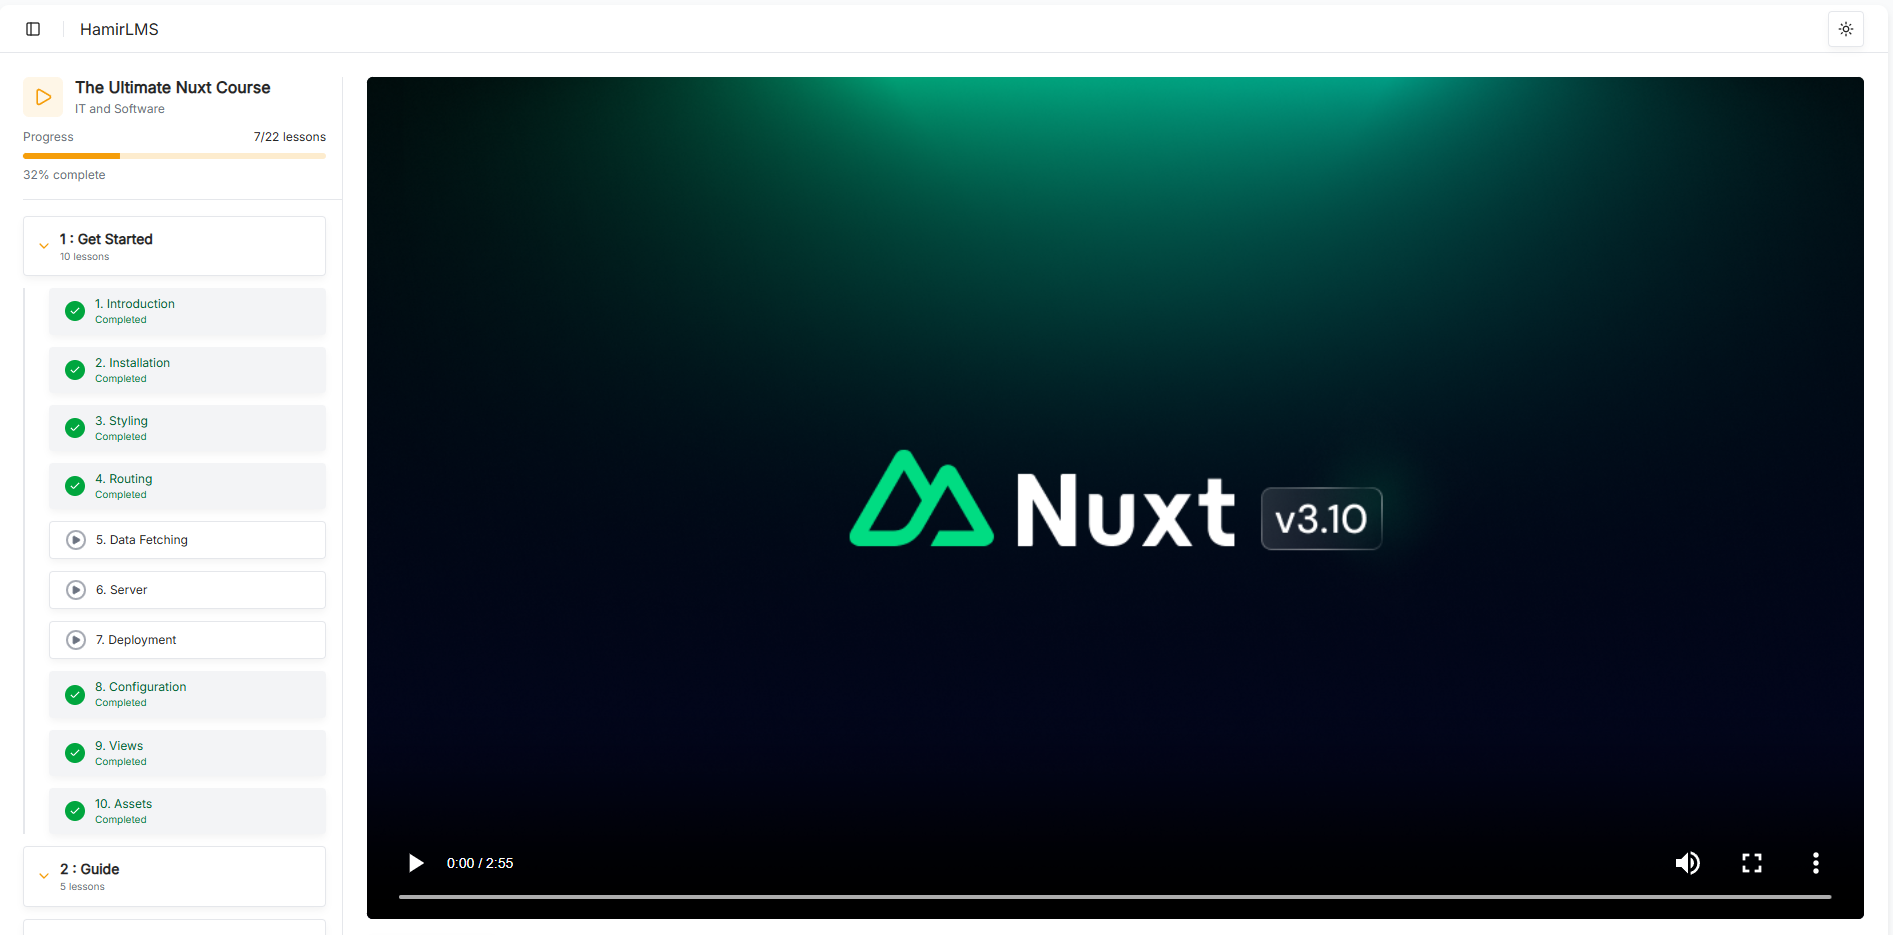 HamirLMS
The Ultimate Nuxt Course
IT and Software
Progress
7/22 lessons
32% complete
1 : Get Started
10 lessons
1. Introduction
Completed
2. Installation
Completed
3. Styling
Completed
4. Routing
Completed
5. Data Fetching
6. Server
7. Deployment
8. Configuration
Completed
9. Views
Completed
10. Assets
Completed
2 : Guide
5 lessons
Nuxt v3.10
0:00 / 2:55